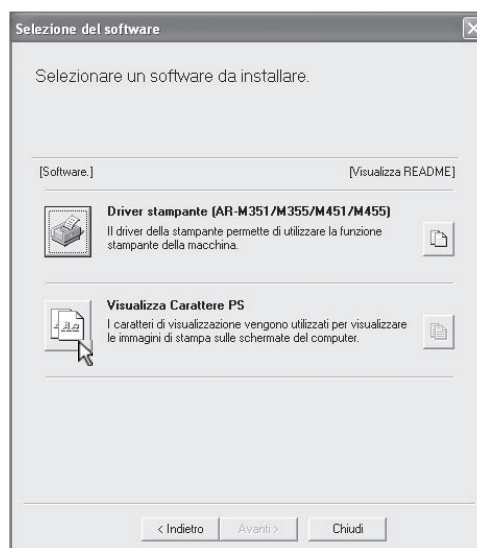 Selezione del software
Selezionare un software da installare.
[Software.] [Visualizza README]
Driver stampante (AR-M351/M355/M451/M455)
Il driver della stampante permette di utilizzare la funzione
stampante della macchina.
Visualizza Carattere PS
I caratteri di visualizzazione vengono utilizzati per visualizzare
le immagini di stampa sulle schermate del computer.
< Indietro Avanti > Chiudi